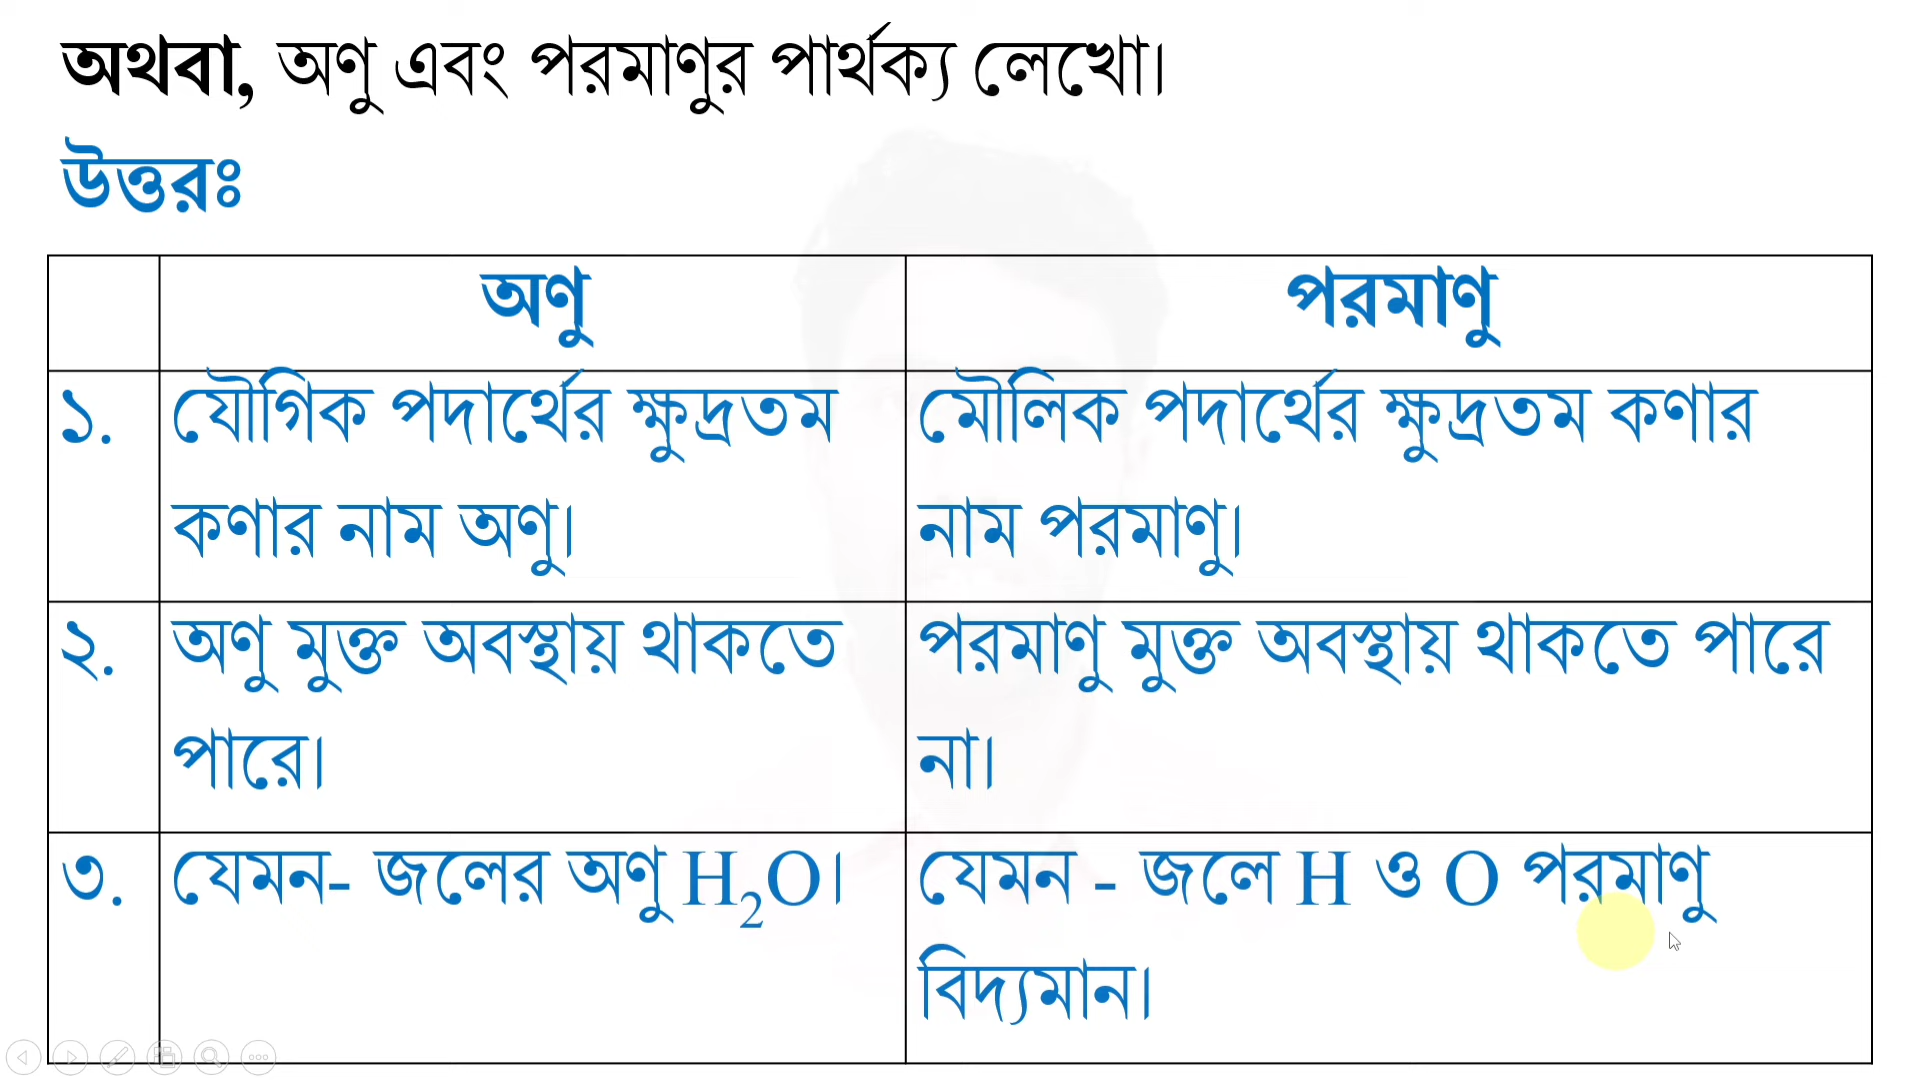 অথবা, অণু এবং পরমাণুর পার্থক্য লেখো।
উত্তরঃ
অণু পরমাণু
১. যৌগিক পদার্থের ক্ষুদ্রতম মৌলিক পদার্থের ক্ষুদ্রতম কণার
কণার নাম অণু। নাম পরমাণু।
২. অণু মুক্ত অবস্থায় থাকতে পরমাণু মুক্ত অবস্থায় থাকতে পারে
পারে। না।
৩. যেমন- জলের অণু H₂O। যেমন - জলে H ও O পরমাণু
বিদ্যমান।